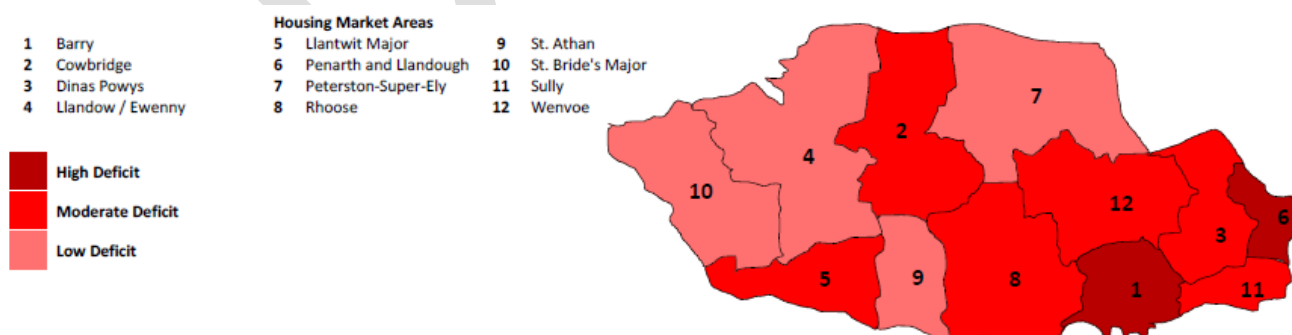 Housing Market Areas
1 Barry
2 Cowbridge
3 Dinas Powys
4 Llandow / Ewenny
5 Llantwit Major
6 Penarth and Llandough
7 Peterston-Super-Ely
8 Rhoose
9 St. Athan
10 St. Bride's Major
11 Sully
12 Wenvoe
High Deficit
Moderate Deficit
Low Deficit
7
2
4
10
12
6
3
5
9
8
1
11